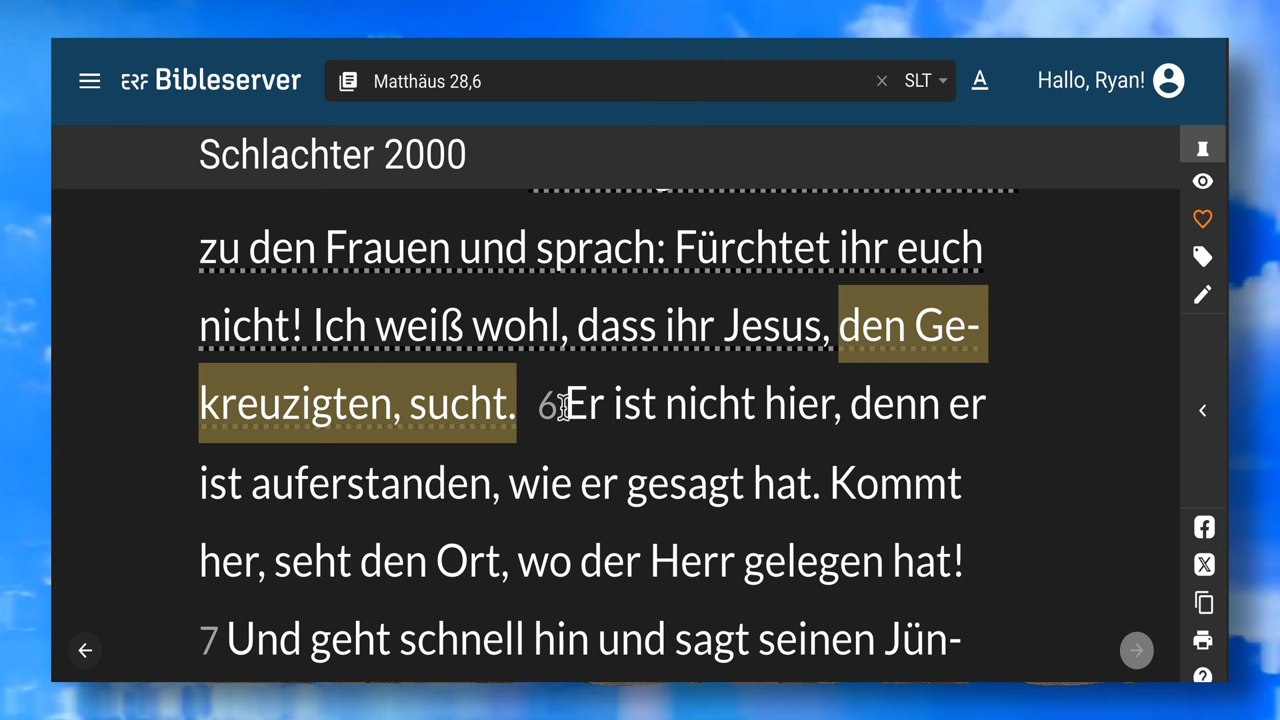 ERF Bibleserver
Matthäus 28,6
SLT
Hallo, Ryan!
Schlachter 2000
zu den Frauen und sprach: Fürchtet ihr euch
nicht! Ich weiß wohl, dass ihr Jesus, den Ge-
kreuzigten, sucht. 6 Er ist nicht hier, denn er
ist auferstanden, wie er gesagt hat. Kommt
her, seht den Ort, wo der Herr gelegen hat!
7 Und geht schnell hin und sagt seinen Jün-